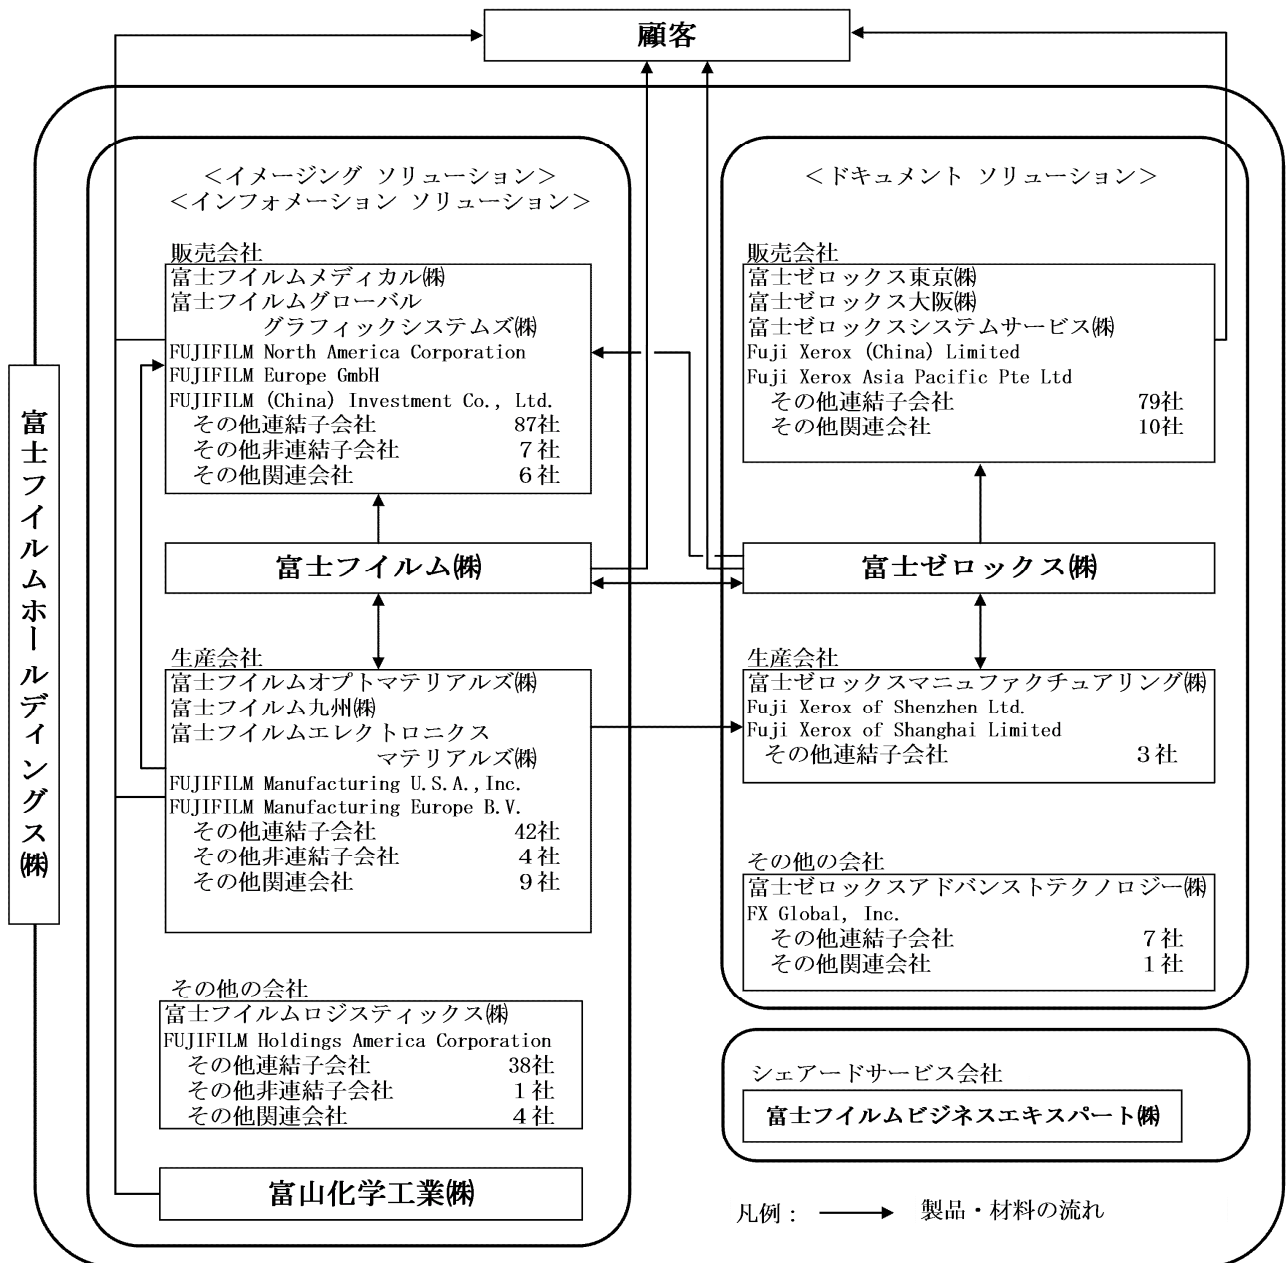 顧客
富士フイルムホールディングス㈱
＜イメージング ソリューション＞
＜インフォメーション ソリューション＞
販売会社
富士フイルムメディカル㈱
富士フイルムグローバル
グラフィックシステムズ㈱
FUJIFILM North America Corporation
FUJIFILM Europe GmbH
FUJIFILM (China) Investment Co., Ltd.
その他連結子会社 87社
その他非連結子会社 7社
その他関連会社 6社
富士フイルム㈱
生産会社
富士フイルムオプトマテリアルズ㈱
富士フイルム九州㈱
富士フイルムエレクトロニクス
マテリアルズ㈱
FUJIFILM Manufacturing U.S.A.,Inc.
FUJIFILM Manufacturing Europe B.V.
その他連結子会社 42社
その他非連結子会社 4社
その他関連会社 9社
その他の会社
富士フイルムロジスティックス㈱
FUJIFILM Holdings America Corporation
その他連結子会社 38社
その他非連結子会社 1社
その他関連会社 4社
富山化学工業㈱
＜ドキュメント ソリューション＞
販売会社
富士ゼロックス東京㈱
富士ゼロックス大阪㈱
富士ゼロックスシステムサービス㈱
Fuji Xerox (China) Limited
Fuji Xerox Asia Pacific Pte Ltd
その他連結子会社 79社
その他関連会社 10社
富士ゼロックス㈱
生産会社
富士ゼロックスマニュファクチュアリング㈱
Fuji Xerox of Shenzhen Ltd.
Fuji Xerox of Shanghai Limited
その他連結子会社 3社
その他の会社
富士ゼロックスアドバンストテクノロジー㈱
FX Global, Inc.
その他連結子会社 7社
その他関連会社 1社
シェアードサービス会社
富士フイルムビジネスエキスパート㈱
凡例： 製品・材料の流れ